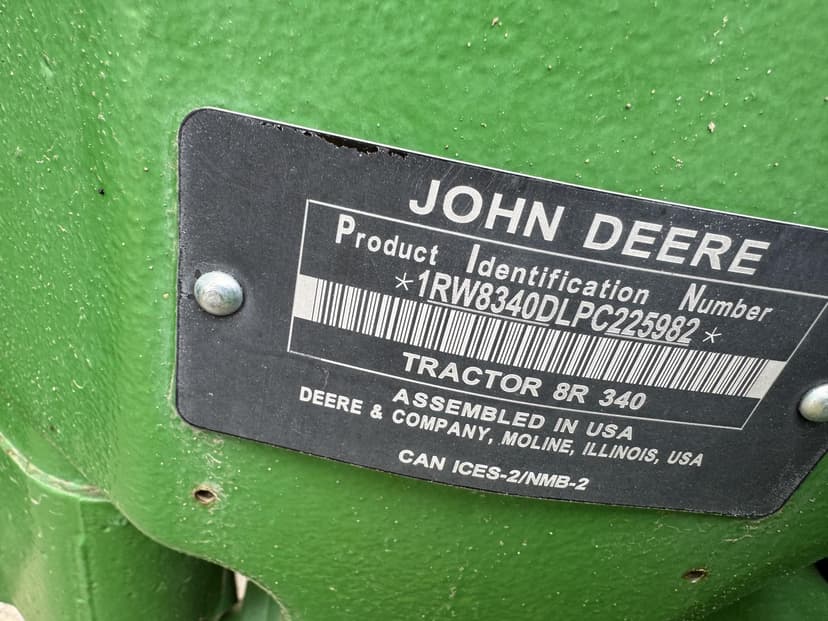 JOHN DEERE
Product Identification Number
*1RW8340DLPC225982*
TRACTOR 8R 340
ASSEMBLED IN USA
DEERE & COMPANY, MOLINE, ILLINOIS, USA
CAN ICES-2/NMB-2